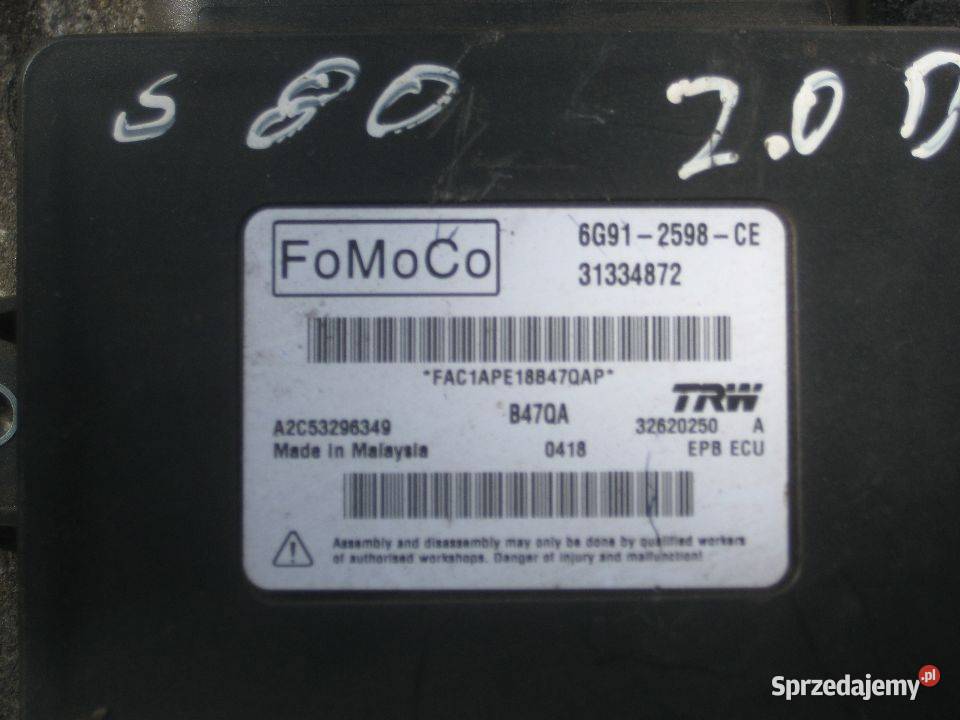 S 80 2.0 D
FoMoCo
6G91-2598-CE
31334872
*FAC1APE18B47QAP*
TRW
B47QA
A2C53296349
32620250 A
Made in Malaysia
0418
EPB ECU
Assembly and disassembly may only be done by qualified workers
of authorised workshops. Danger of injury and malfunction!
Sprzedajemy.pl